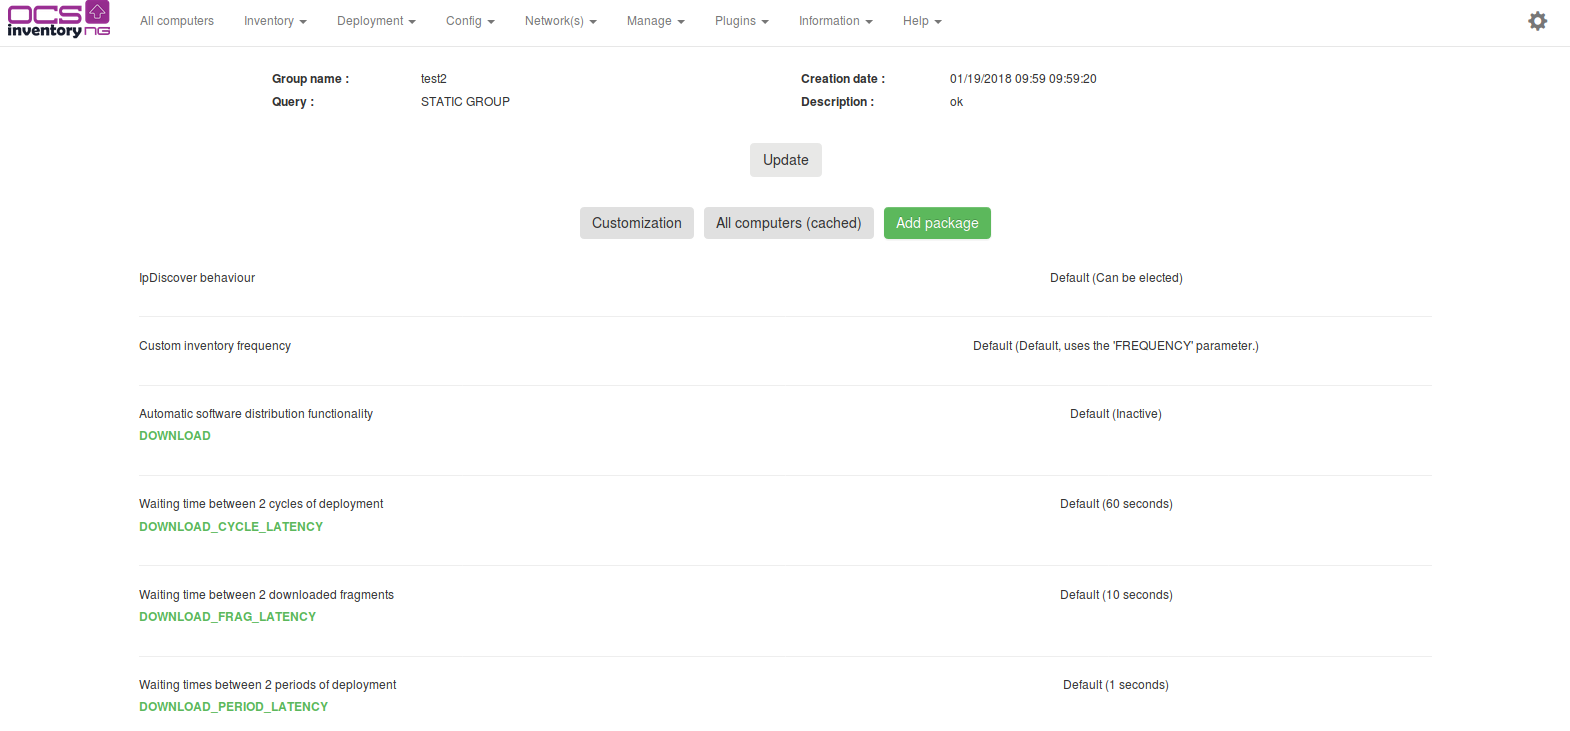 OCS
inventory NG
All computers Inventory Deployment Config Network(s) Manage Plugins Information Help
Group name : test2 Creation date : 01/19/2018 09:59 09:59:20
Query : STATIC GROUP Description : ok
Update
Customization All computers (cached) Add package
IpDiscover behaviour Default (Can be elected)
Custom inventory frequency Default (Default, uses the 'FREQUENCY' parameter.)
Automatic software distribution functionality Default (Inactive)
DOWNLOAD
Waiting time between 2 cycles of deployment Default (60 seconds)
DOWNLOAD_CYCLE_LATENCY
Waiting time between 2 downloaded fragments Default (10 seconds)
DOWNLOAD_FRAG_LATENCY
Waiting times between 2 periods of deployment Default (1 seconds)
DOWNLOAD_PERIOD_LATENCY